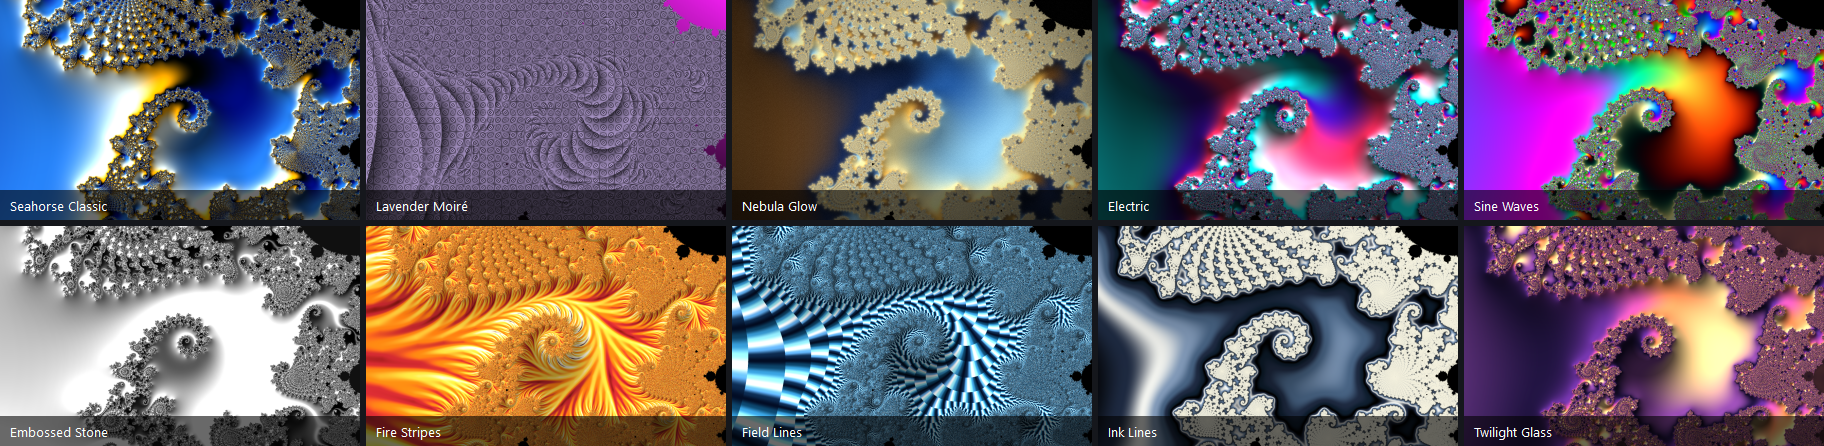 Seahorse Classic
Lavender Moiré
Nebula Glow
Electric
Sine Waves
Embossed Stone
Fire Stripes
Field Lines
Ink Lines
Twilight Glass